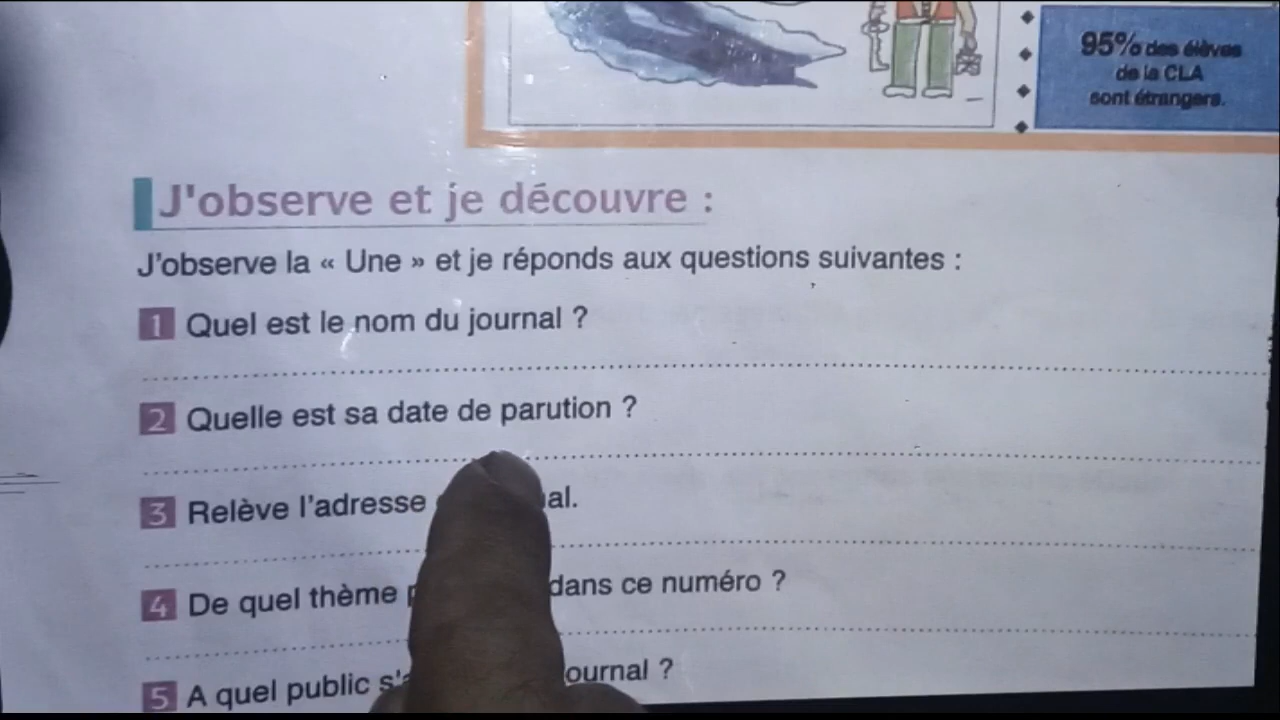 95% des élèves
de la CLA
sont étrangers.
J'observe et je découvre :
J'observe la « Une » et je réponds aux questions suivantes :
1 Quel est le nom du journal ?
2 Quelle est sa date de parution ?
3 Relève l'adresse al.
4 De quel thème dans ce numéro ?
5 A quel public ournal ?